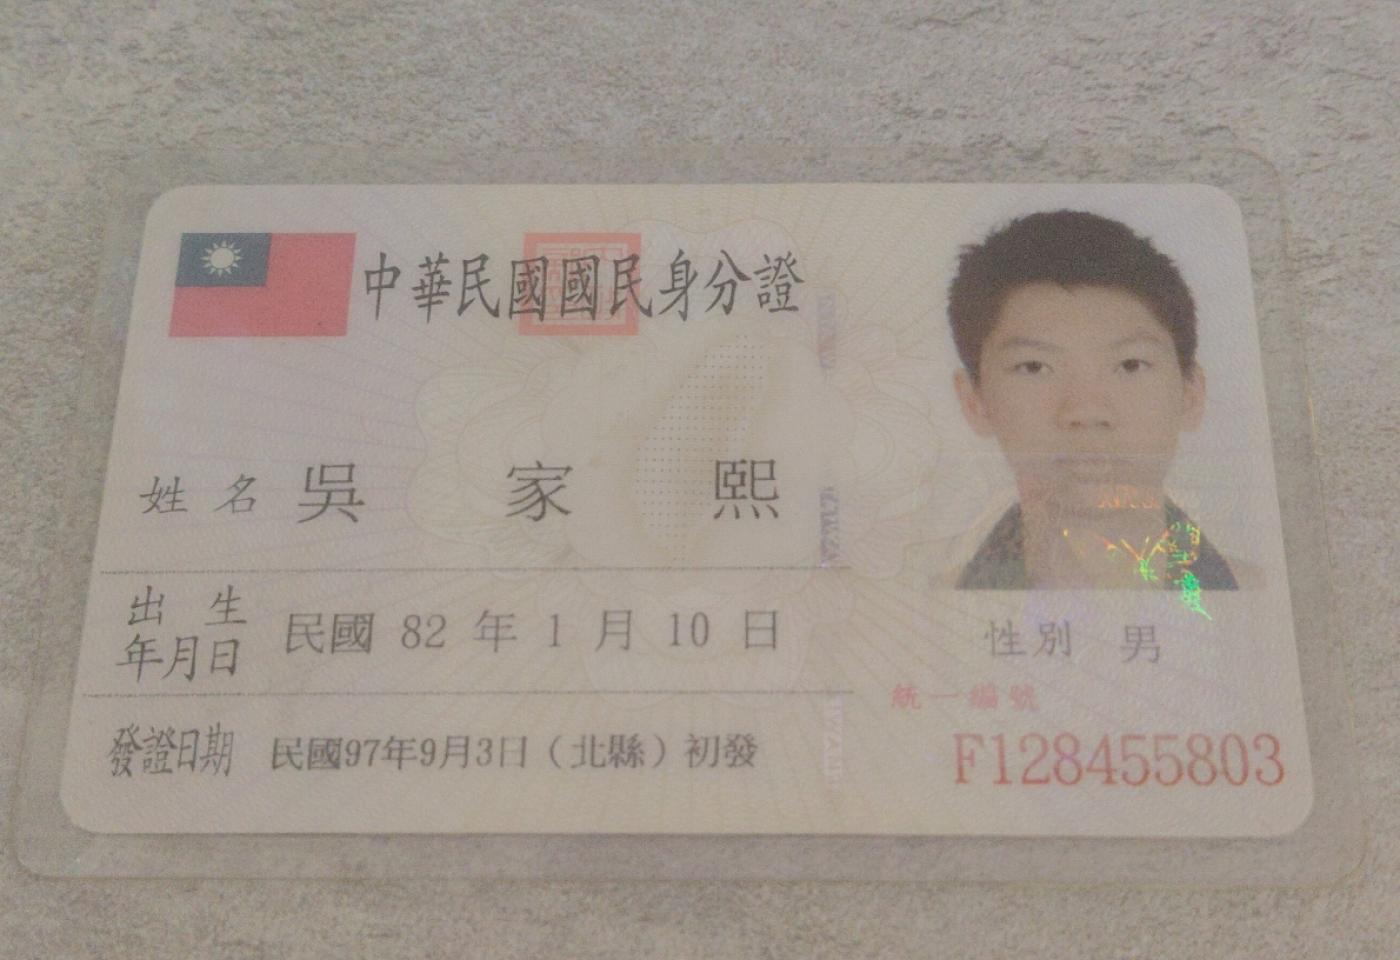 中華民國國民身分證
姓名 吳家熙
出生年月日 民國 82 年 1 月 10 日
性別 男
統一編號
發證日期 民國97年9月3日（北縣）初發
F128455803